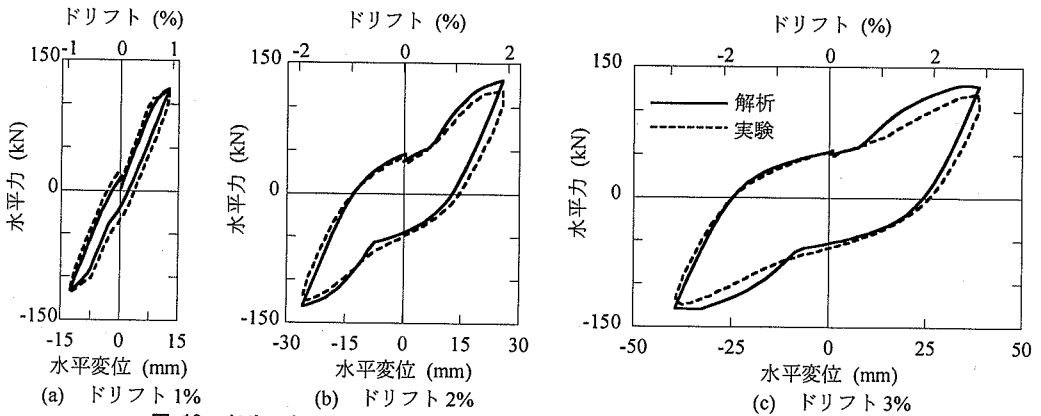 ドリフト (%)
-1 0 1
150
0
-150
水平力 (kN)
-15 0 15
水平変位 (mm)
(a) ドリフト1%
ドリフト (%)
-2 0 2
150
0
-150
水平力 (kN)
-30 -15 0 15 30
水平変位 (mm)
(b) ドリフト2%
ドリフト (%)
-2 0 2
150
0
-150
水平力 (kN)
解析
実験
-50 -25 0 25 50
水平変位 (mm)
(c) ドリフト3%